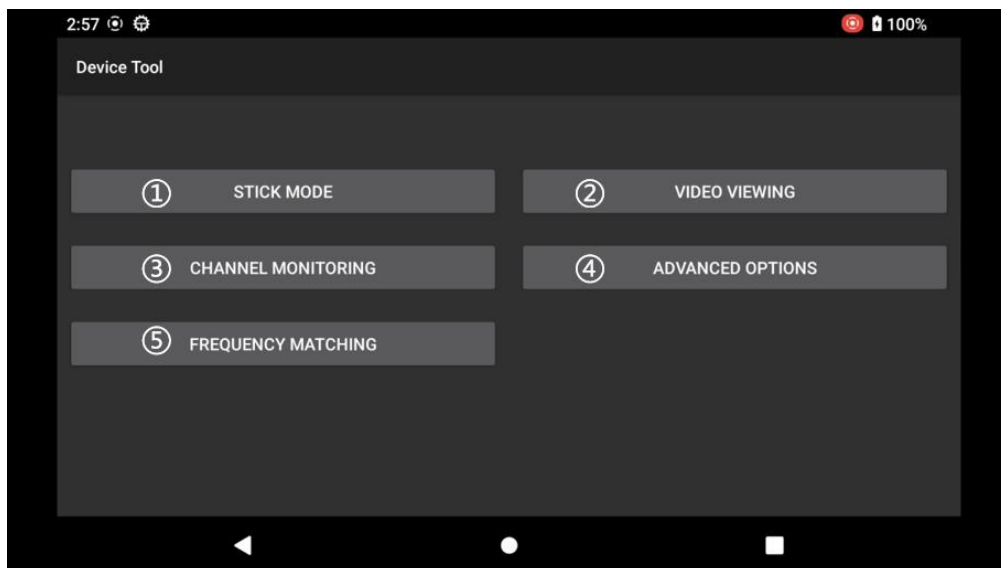 2:57 100%
Device Tool
① STICK MODE ② VIDEO VIEWING
③ CHANNEL MONITORING ④ ADVANCED OPTIONS
⑤ FREQUENCY MATCHING